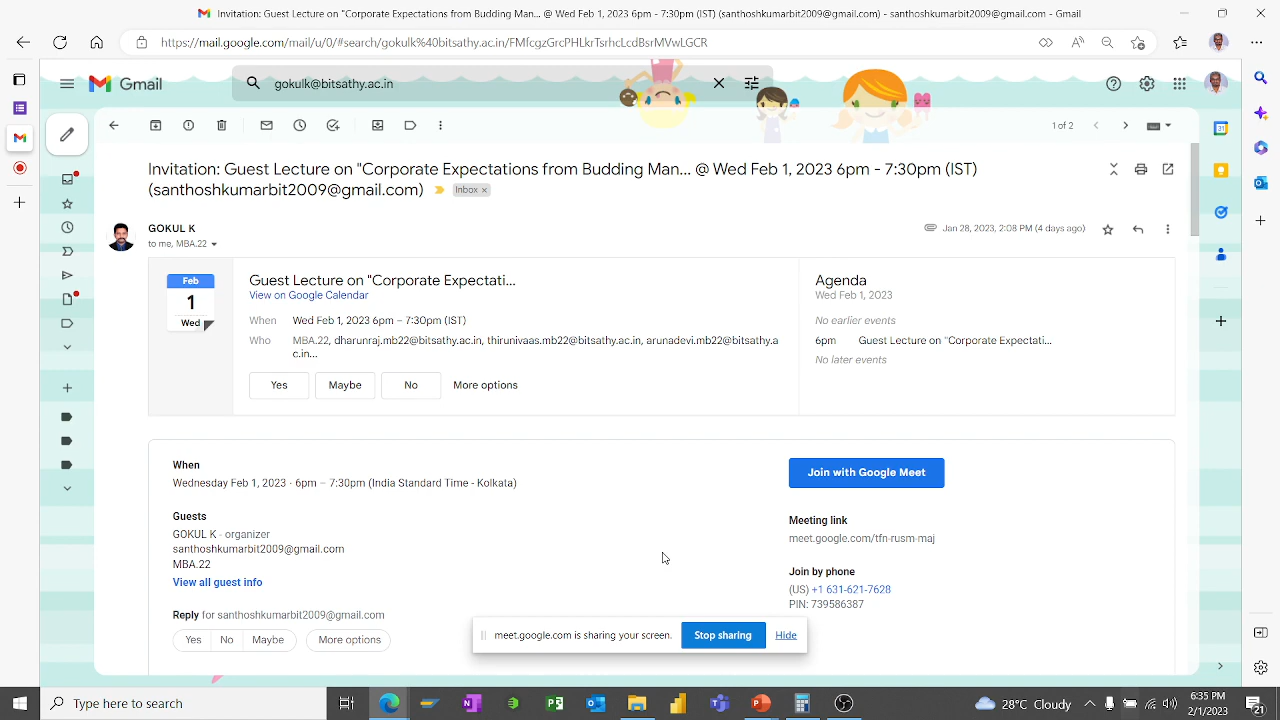 Invitation: Guest Lecture on "Corporate Expectations from Budding Man... @ Wed Feb 1, 2023 6pm - 7:30pm (IST) (santhoshkumarbit2009@gmail.com) - santhoshkumarbit2009@gmail.com - Gmail
https://mail.google.com/mail/u/0/#search/gokulk%40bitsathy.ac.in/FMfcgzGrcPHLkrTsrhcLcdBsrMVwLGCR
Gmail
gokulk@bitsathy.ac.in
1 of 2
Invitation: Guest Lecture on "Corporate Expectations from Budding Man... @ Wed Feb 1, 2023 6pm - 7:30pm (IST)
(santhoshkumarbit2009@gmail.com)
Inbox
GOKUL K
Jan 28, 2023, 2:08 PM (4 days ago)
to me, MBA.22
Feb
1
Wed
Guest Lecture on "Corporate Expectati...
View on Google Calendar
When Wed Feb 1, 2023 6pm – 7:30pm (IST)
Who MBA.22, dharunraj.mb22@bitsathy.ac.in, thirunivaas.mb22@bitsathy.ac.in, arunadevi.mb22@bitsathy.a
c.in...
Yes
Maybe
No
More options
Agenda
Wed Feb 1, 2023
No earlier events
6pm Guest Lecture on "Corporate Expectati...
No later events
When
Wednesday Feb 1, 2023 · 6pm – 7:30pm (India Standard Time - Kolkata)
Guests
GOKUL K - organizer
santhoshkumarbit2009@gmail.com
MBA.22
View all guest info
Reply for santhoshkumarbit2009@gmail.com
Yes
No
Maybe
More options
Join with Google Meet
Meeting link
meet.google.com/tfn-rusm-maj
Join by phone
(US) +1 631-621-7628
PIN: 739586387
meet.google.com is sharing your screen.
Stop sharing
Hide
Type here to search
28°C Cloudy
6:35 PM
2/1/2023
21